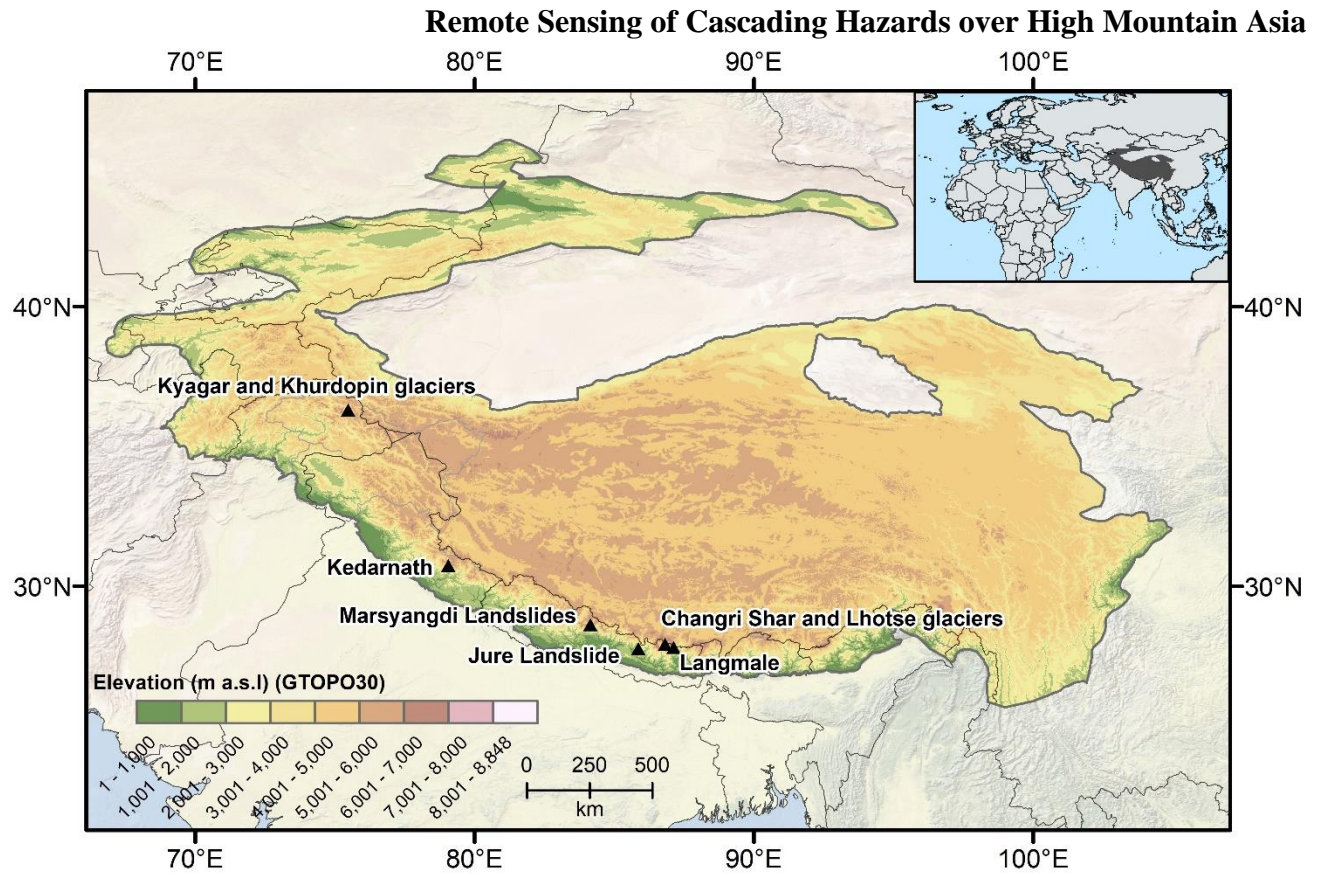 Remote Sensing of Cascading Hazards over High Mountain Asia
70°E 80°E 90°E 100°E
40°N 40°N
Kyagar and Khurdopin glaciers
Kedarnath
30°N 30°N
Marsyangdi Landslides
Changri Shar and Lhotse glaciers
Jure Landslide
Langmale
Elevation (m a.s.l) (GTOPO30)
1 - 1,000
1,001 - 2,000
2,001 - 3,000
3,001 - 4,000
4,001 - 5,000
5,001 - 6,000
6,001 - 7,000
7,001 - 8,000
8,001 - 8,848
0 250 500
km
70°E 80°E 90°E 100°E